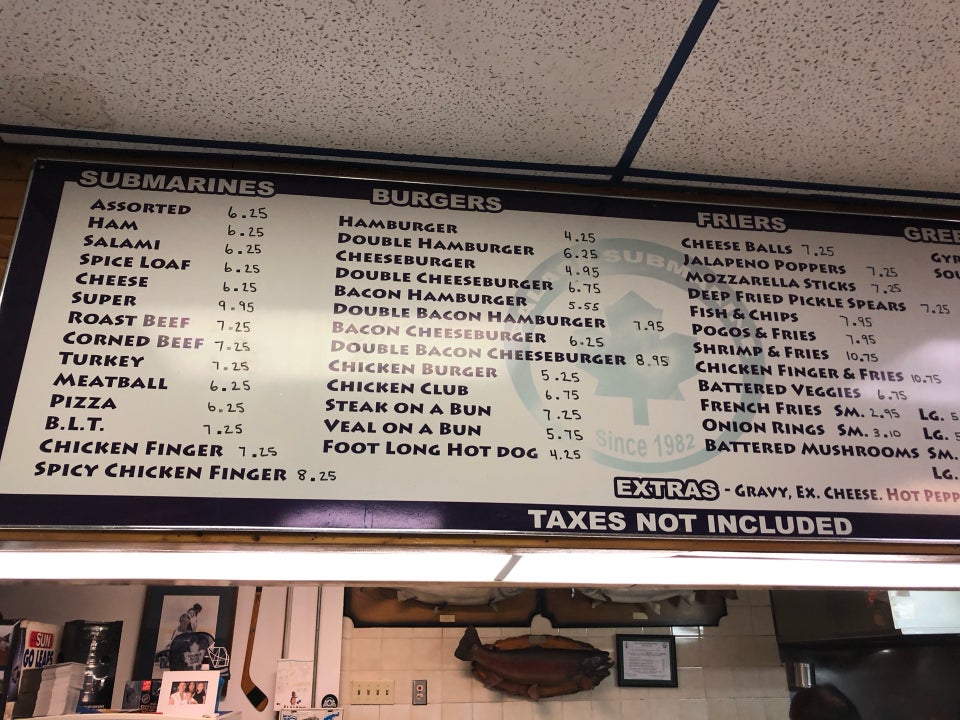 SUBMARINES
ASSORTED 6.25
HAM 6.25
SALAMI 6.25
SPICE LOAF 6.25
CHEESE 6.25
SUPER 9.95
ROAST BEEF 7.25
CORNED BEEF 7.25
TURKEY 7.25
MEATBALL 6.25
PIZZA 6.25
B.L.T. 7.25
CHICKEN FINGER 7.25
SPICY CHICKEN FINGER 8.25
BURGERS
HAMBURGER 4.25
DOUBLE HAMBURGER 6.25
CHEESEBURGER 4.95
DOUBLE CHEESEBURGER 6.75
BACON HAMBURGER 5.55
DOUBLE BACON HAMBURGER 7.95
BACON CHEESEBURGER 6.25
DOUBLE BACON CHEESEBURGER 8.95
CHICKEN BURGER 5.25
CHICKEN CLUB 6.75
STEAK ON A BUN 7.25
VEAL ON A BUN 5.75
FOOT LONG HOT DOG 4.25
FRIERS
CHEESE BALLS 7.25
JALAPENO POPPERS 7.25
MOZZARELLA STICKS 7.25
DEEP FRIED PICKLE SPEARS 7.25
FISH & CHIPS 7.95
POGOS & FRIES 7.95
SHRIMP & FRIES 10.75
CHICKEN FINGER & FRIES 10.75
BATTERED VEGGIES 6.75
FRENCH FRIES SM. 2.95 LG. 5
ONION RINGS SM. 3.10 LG. 5
BATTERED MUSHROOMS SM.
LG.
GREE
GYR
SOU
Since 1982
EXTRAS - GRAVY, EX. CHEESE. HOT PEPP
TAXES NOT INCLUDED
SUN
GO LEAFS